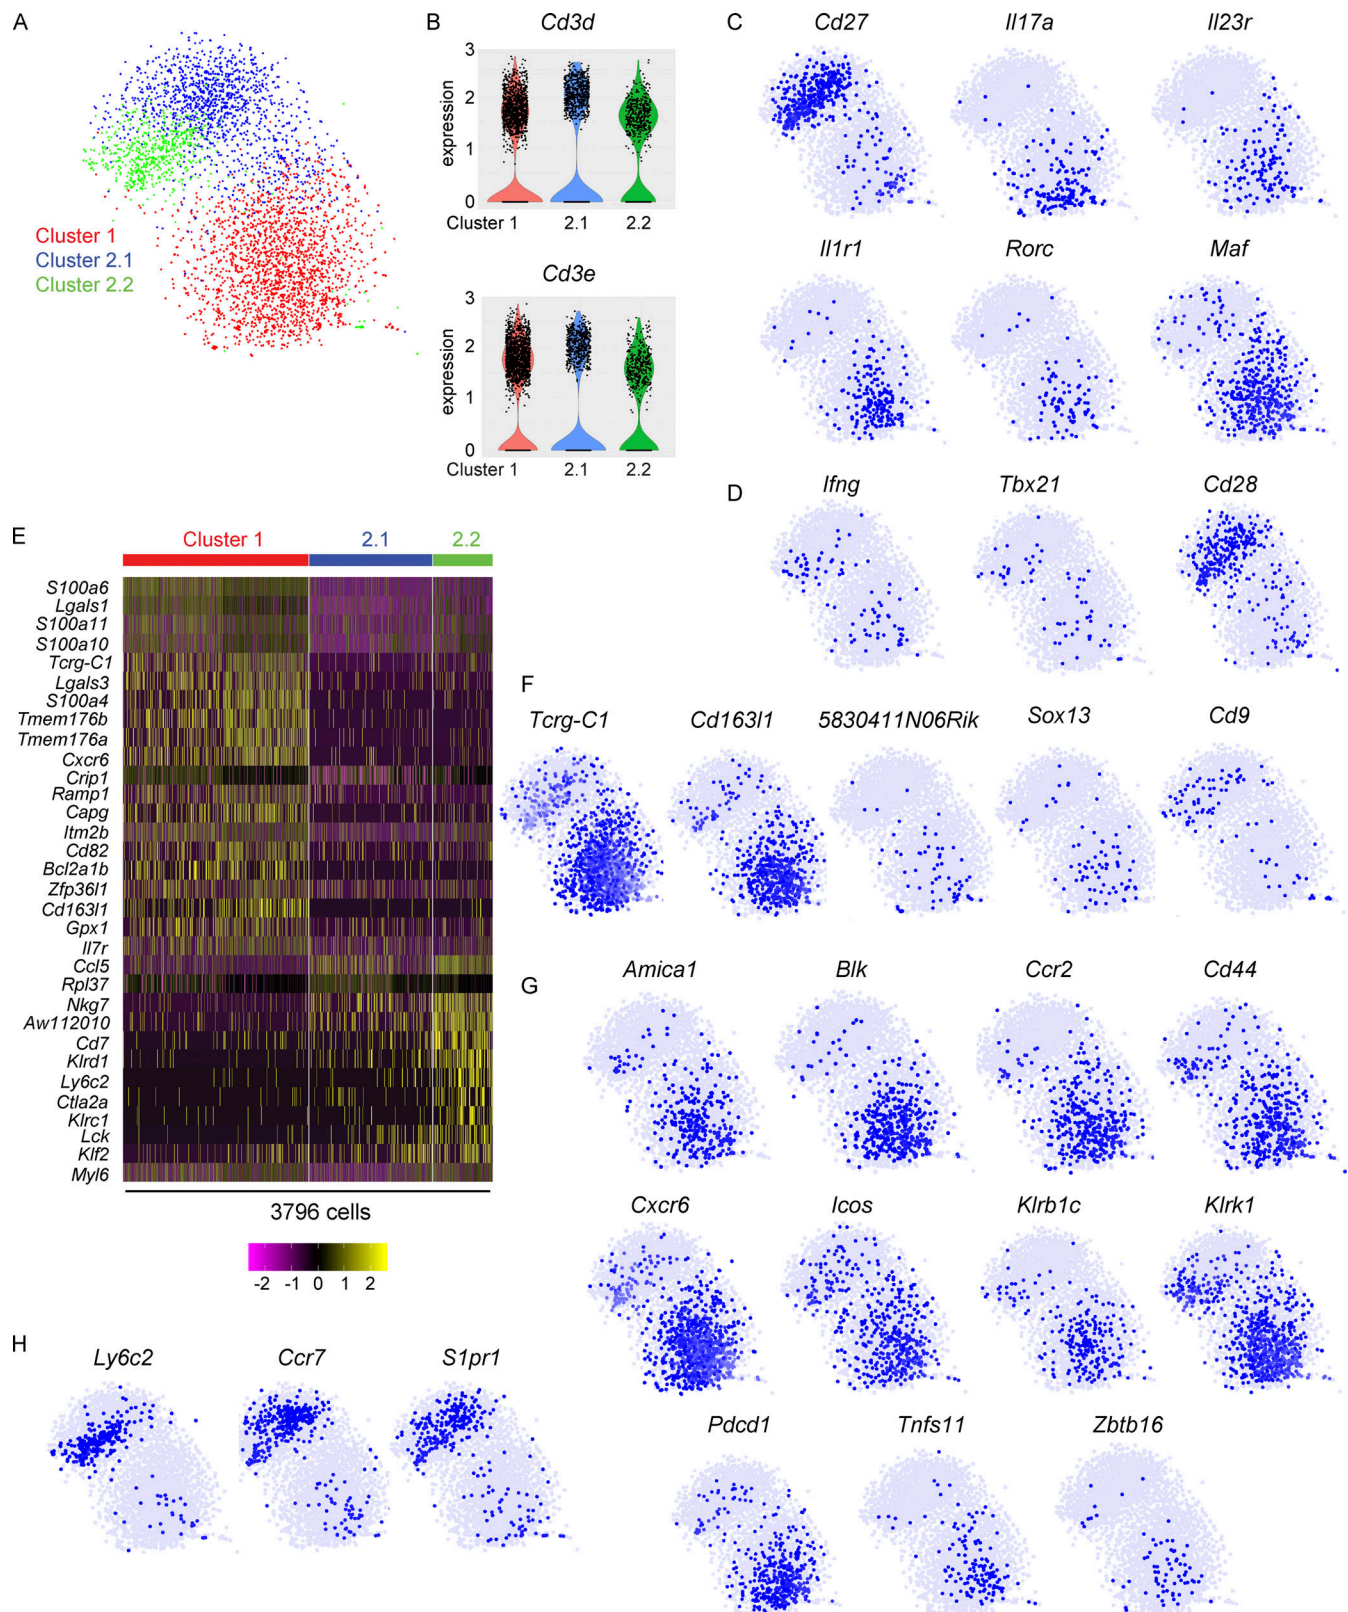 A
Cluster 1
Cluster 2.1
Cluster 2.2
B
Cd3d
3
2
1
0
expression
Cluster 1 2.1 2.2
Cd3e
3
2
1
0
expression
Cluster 1 2.1 2.2
C
Cd27 Il17a Il23r
Il1r1 Rorc Maf
D
Ifng Tbx21 Cd28
E
Cluster 1 2.1 2.2
S100a6
Lgals1
S100a11
S100a10
Tcrg-C1
Lgals3
S100a4
Tmem176b
Tmem176a
Cxcr6
Crip1
Ramp1
Capg
Itm2b
Cd82
Bcl2a1b
Zfp36l1
Cd163l1
Gpx1
Il7r
Ccl5
Rpl37
Nkg7
Aw112010
Cd7
Klrd1
Ly6c2
Ctla2a
Klrc1
Lck
Klf2
Myl6
3796 cells
-2 -1 0 1 2
F
Tcrg-C1 Cd163l1 5830411N06Rik Sox13 Cd9
G
Amica1 Blk Ccr2 Cd44
Cxcr6 Icos Klrb1c Klrk1
Pdcd1 Tnfs11 Zbtb16
H
Ly6c2 Ccr7 S1pr1